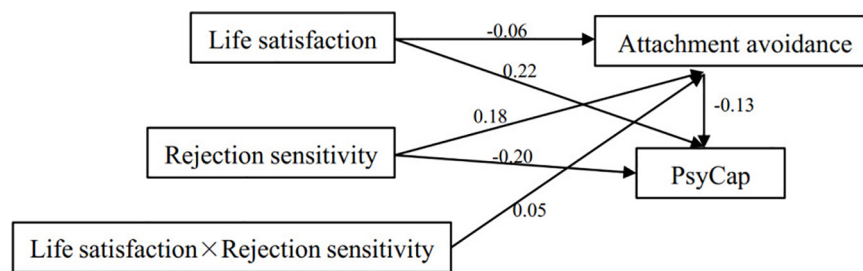 Life satisfaction
-0.06
Attachment avoidance
0.22
0.18
-0.13
Rejection sensitivity
-0.20
PsyCap
0.05
Life satisfaction×Rejection sensitivity